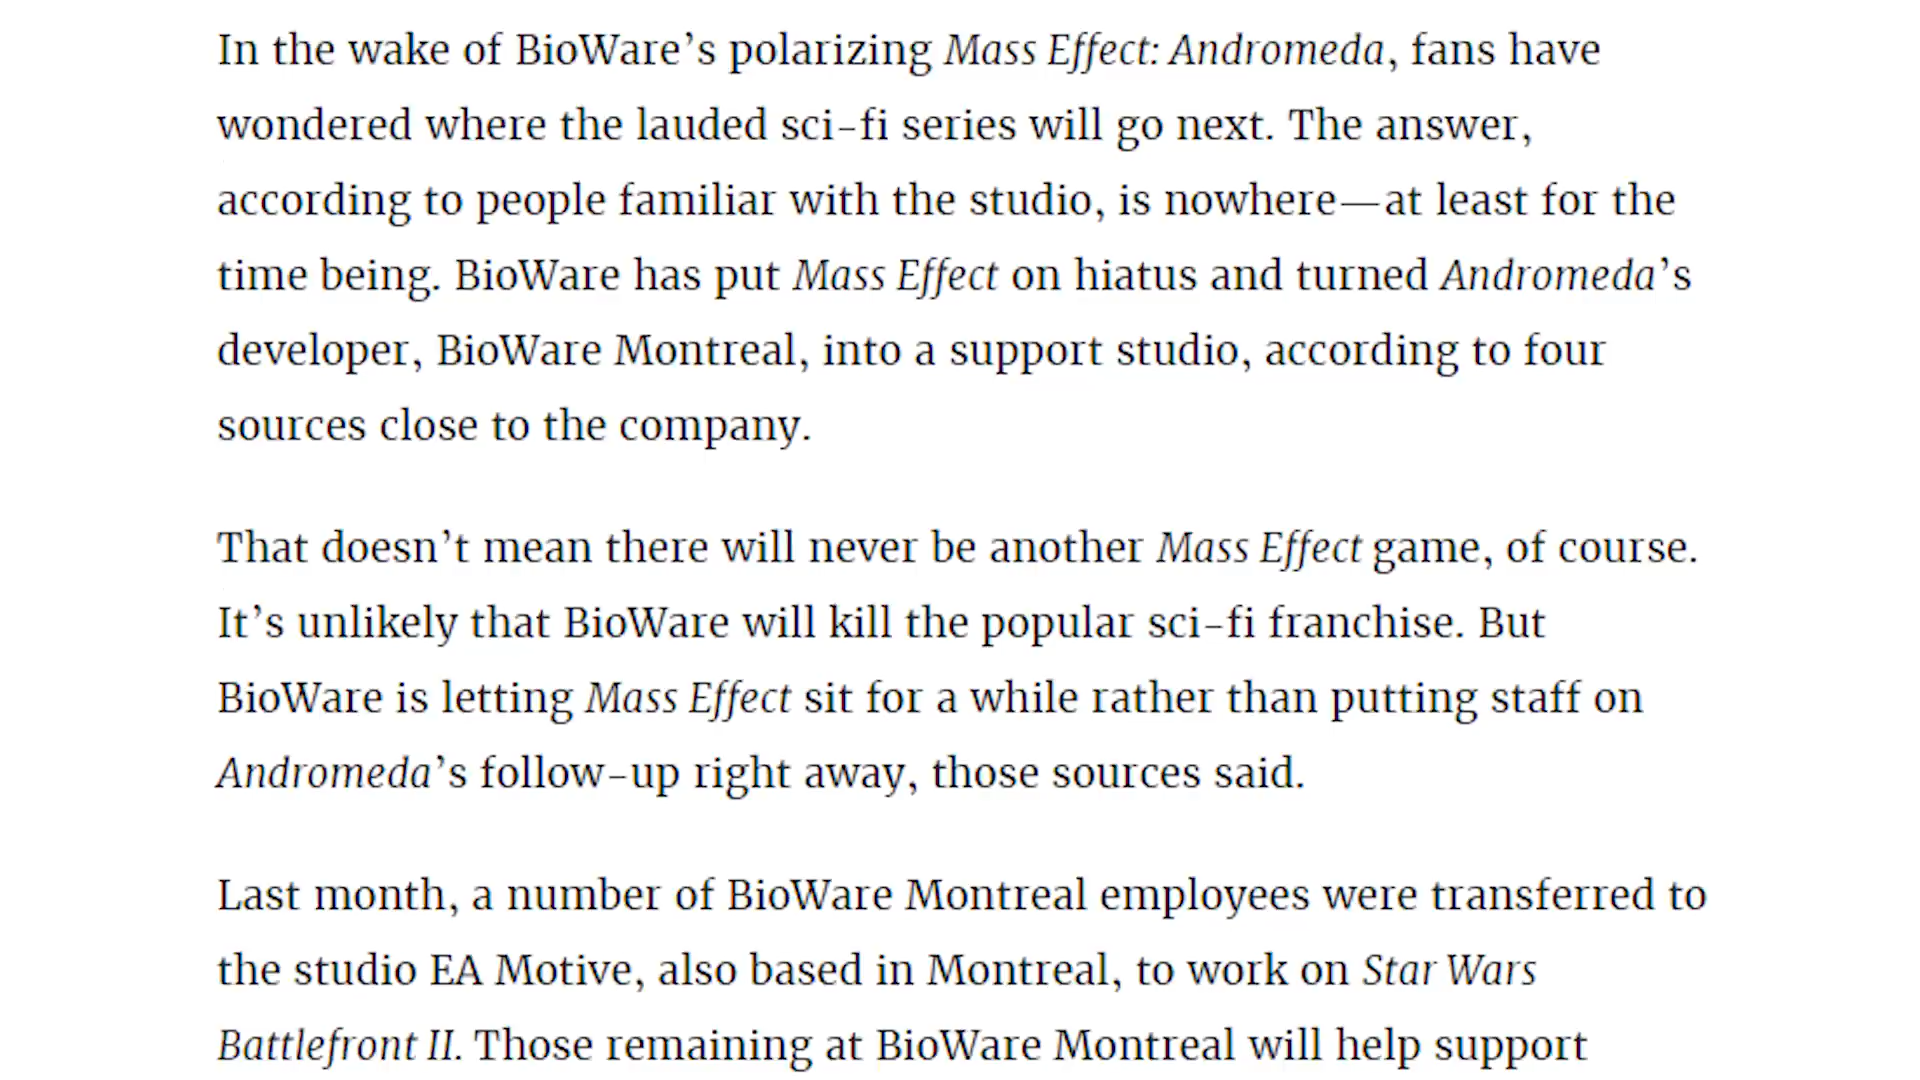 In the wake of BioWare’s polarizing Mass Effect: Andromeda, fans have
wondered where the lauded sci-fi series will go next. The answer,
according to people familiar with the studio, is nowhere—at least for the
time being. BioWare has put Mass Effect on hiatus and turned Andromeda’s
developer, BioWare Montreal, into a support studio, according to four
sources close to the company.
That doesn’t mean there will never be another Mass Effect game, of course.
It’s unlikely that BioWare will kill the popular sci-fi franchise. But
BioWare is letting Mass Effect sit for a while rather than putting staff on
Andromeda’s follow-up right away, those sources said.
Last month, a number of BioWare Montreal employees were transferred to
the studio EA Motive, also based in Montreal, to work on Star Wars
Battlefront II. Those remaining at BioWare Montreal will help support